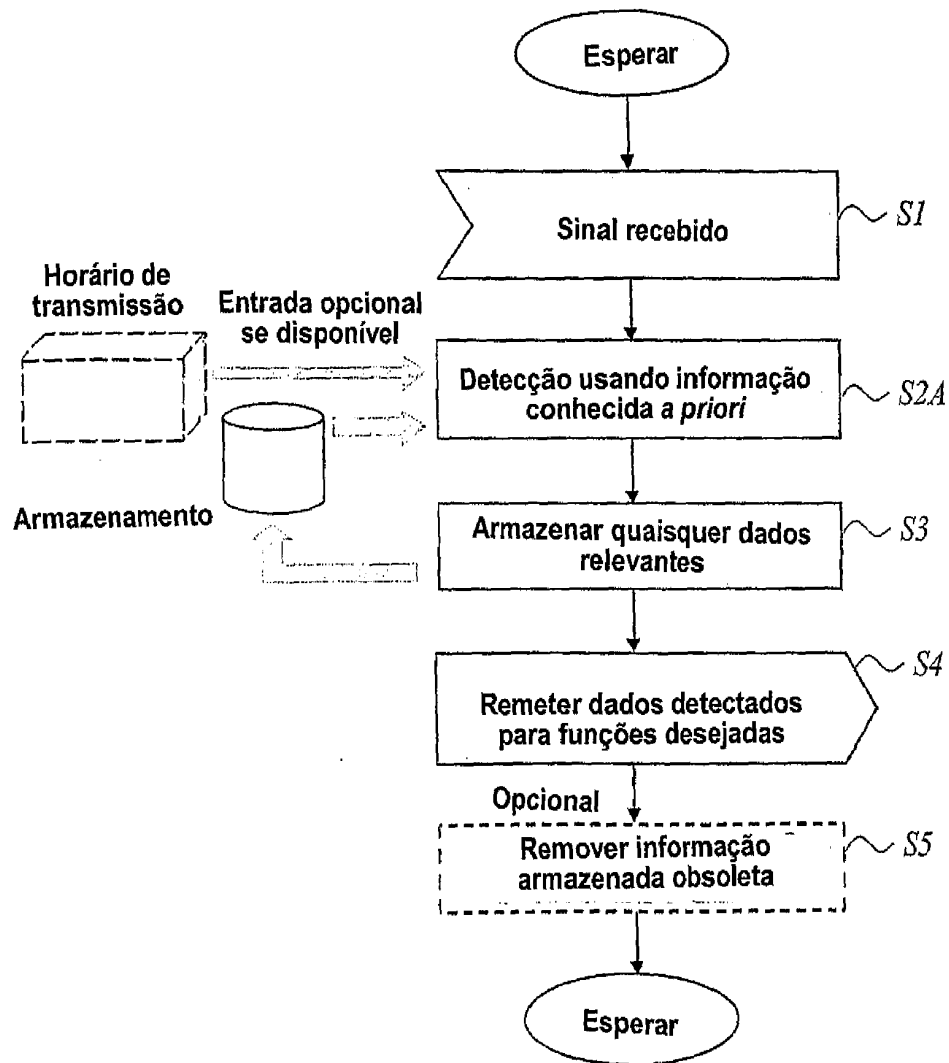 Esperar
Sinal recebido
S1
Horário de
transmissão
Entrada opcional
se disponível
Detecção usando informação
conhecida a priori
S2A
Armazenamento
Armazenar quaisquer dados
relevantes
S3
Remeter dados detectados
para funções desejadas
S4
Opcional
Remover informação
armazenada obsoleta
S5
Esperar